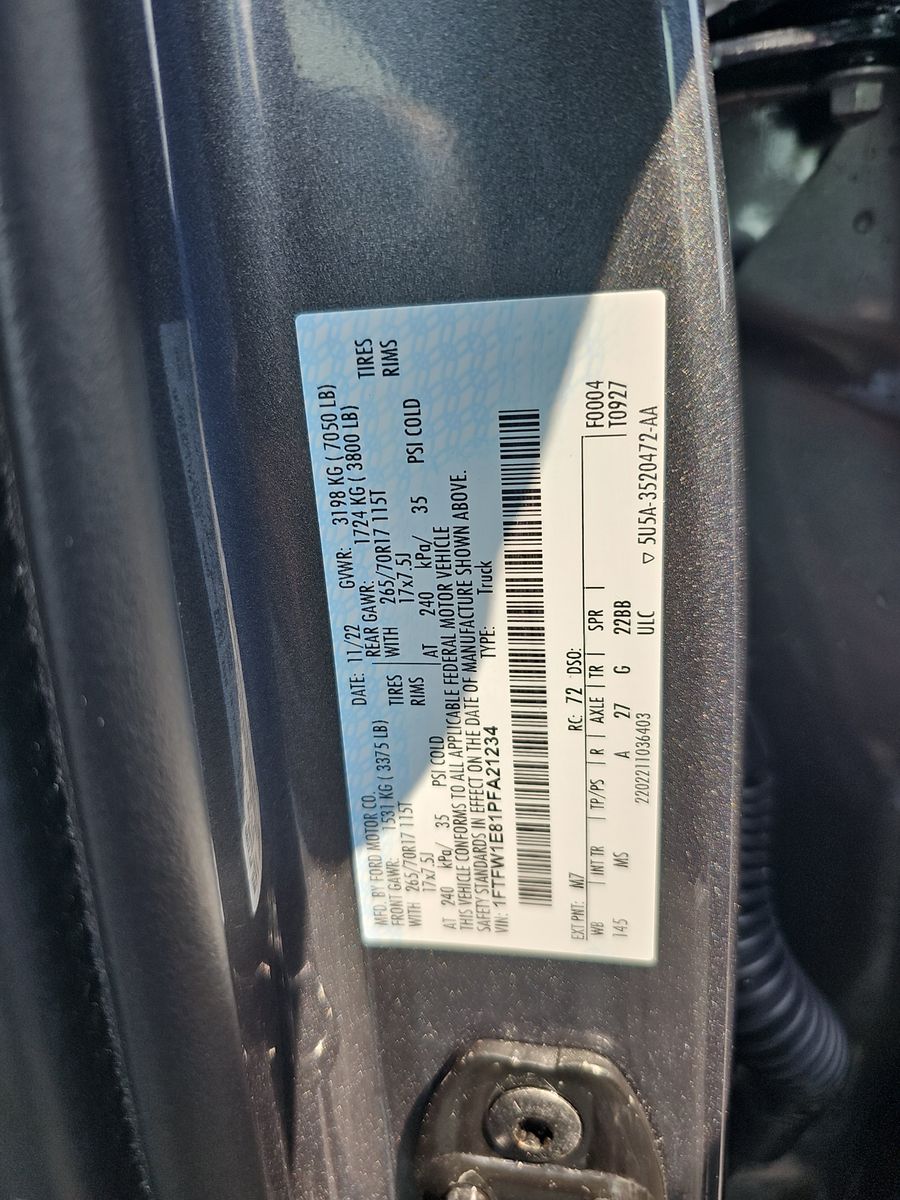 MFD. BY FORD MOTOR CO. DATE: 11/22 GVWR: 3198 KG ( 7050 LB)
FRONT GAWR: 1531 KG ( 3375 LB) REAR GAWR: 1724 KG ( 3800 LB)
WITH 265/70R17 115T TIRES WITH 265/70R17 115T TIRES
17x7.5J RIMS 17x7.5J RIMS
AT 240 kPa/ 35 PSI COLD AT 240 kPa/ 35 PSI COLD
THIS VEHICLE CONFORMS TO ALL APPLICABLE FEDERAL MOTOR VEHICLE
SAFETY STANDARDS IN EFFECT ON THE DATE OF MANUFACTURE SHOWN ABOVE.
VIN: 1FTFW1E81PFA21234 TYPE: Truck
EXT PNT: M7 RC: 72 DSO: F0004
WB INT TR TP/PS R AXLE TR SPR T0927
145 MS A 27 G 22BB
2202211036403 ULC ▽ 5U5A-3520472-AA